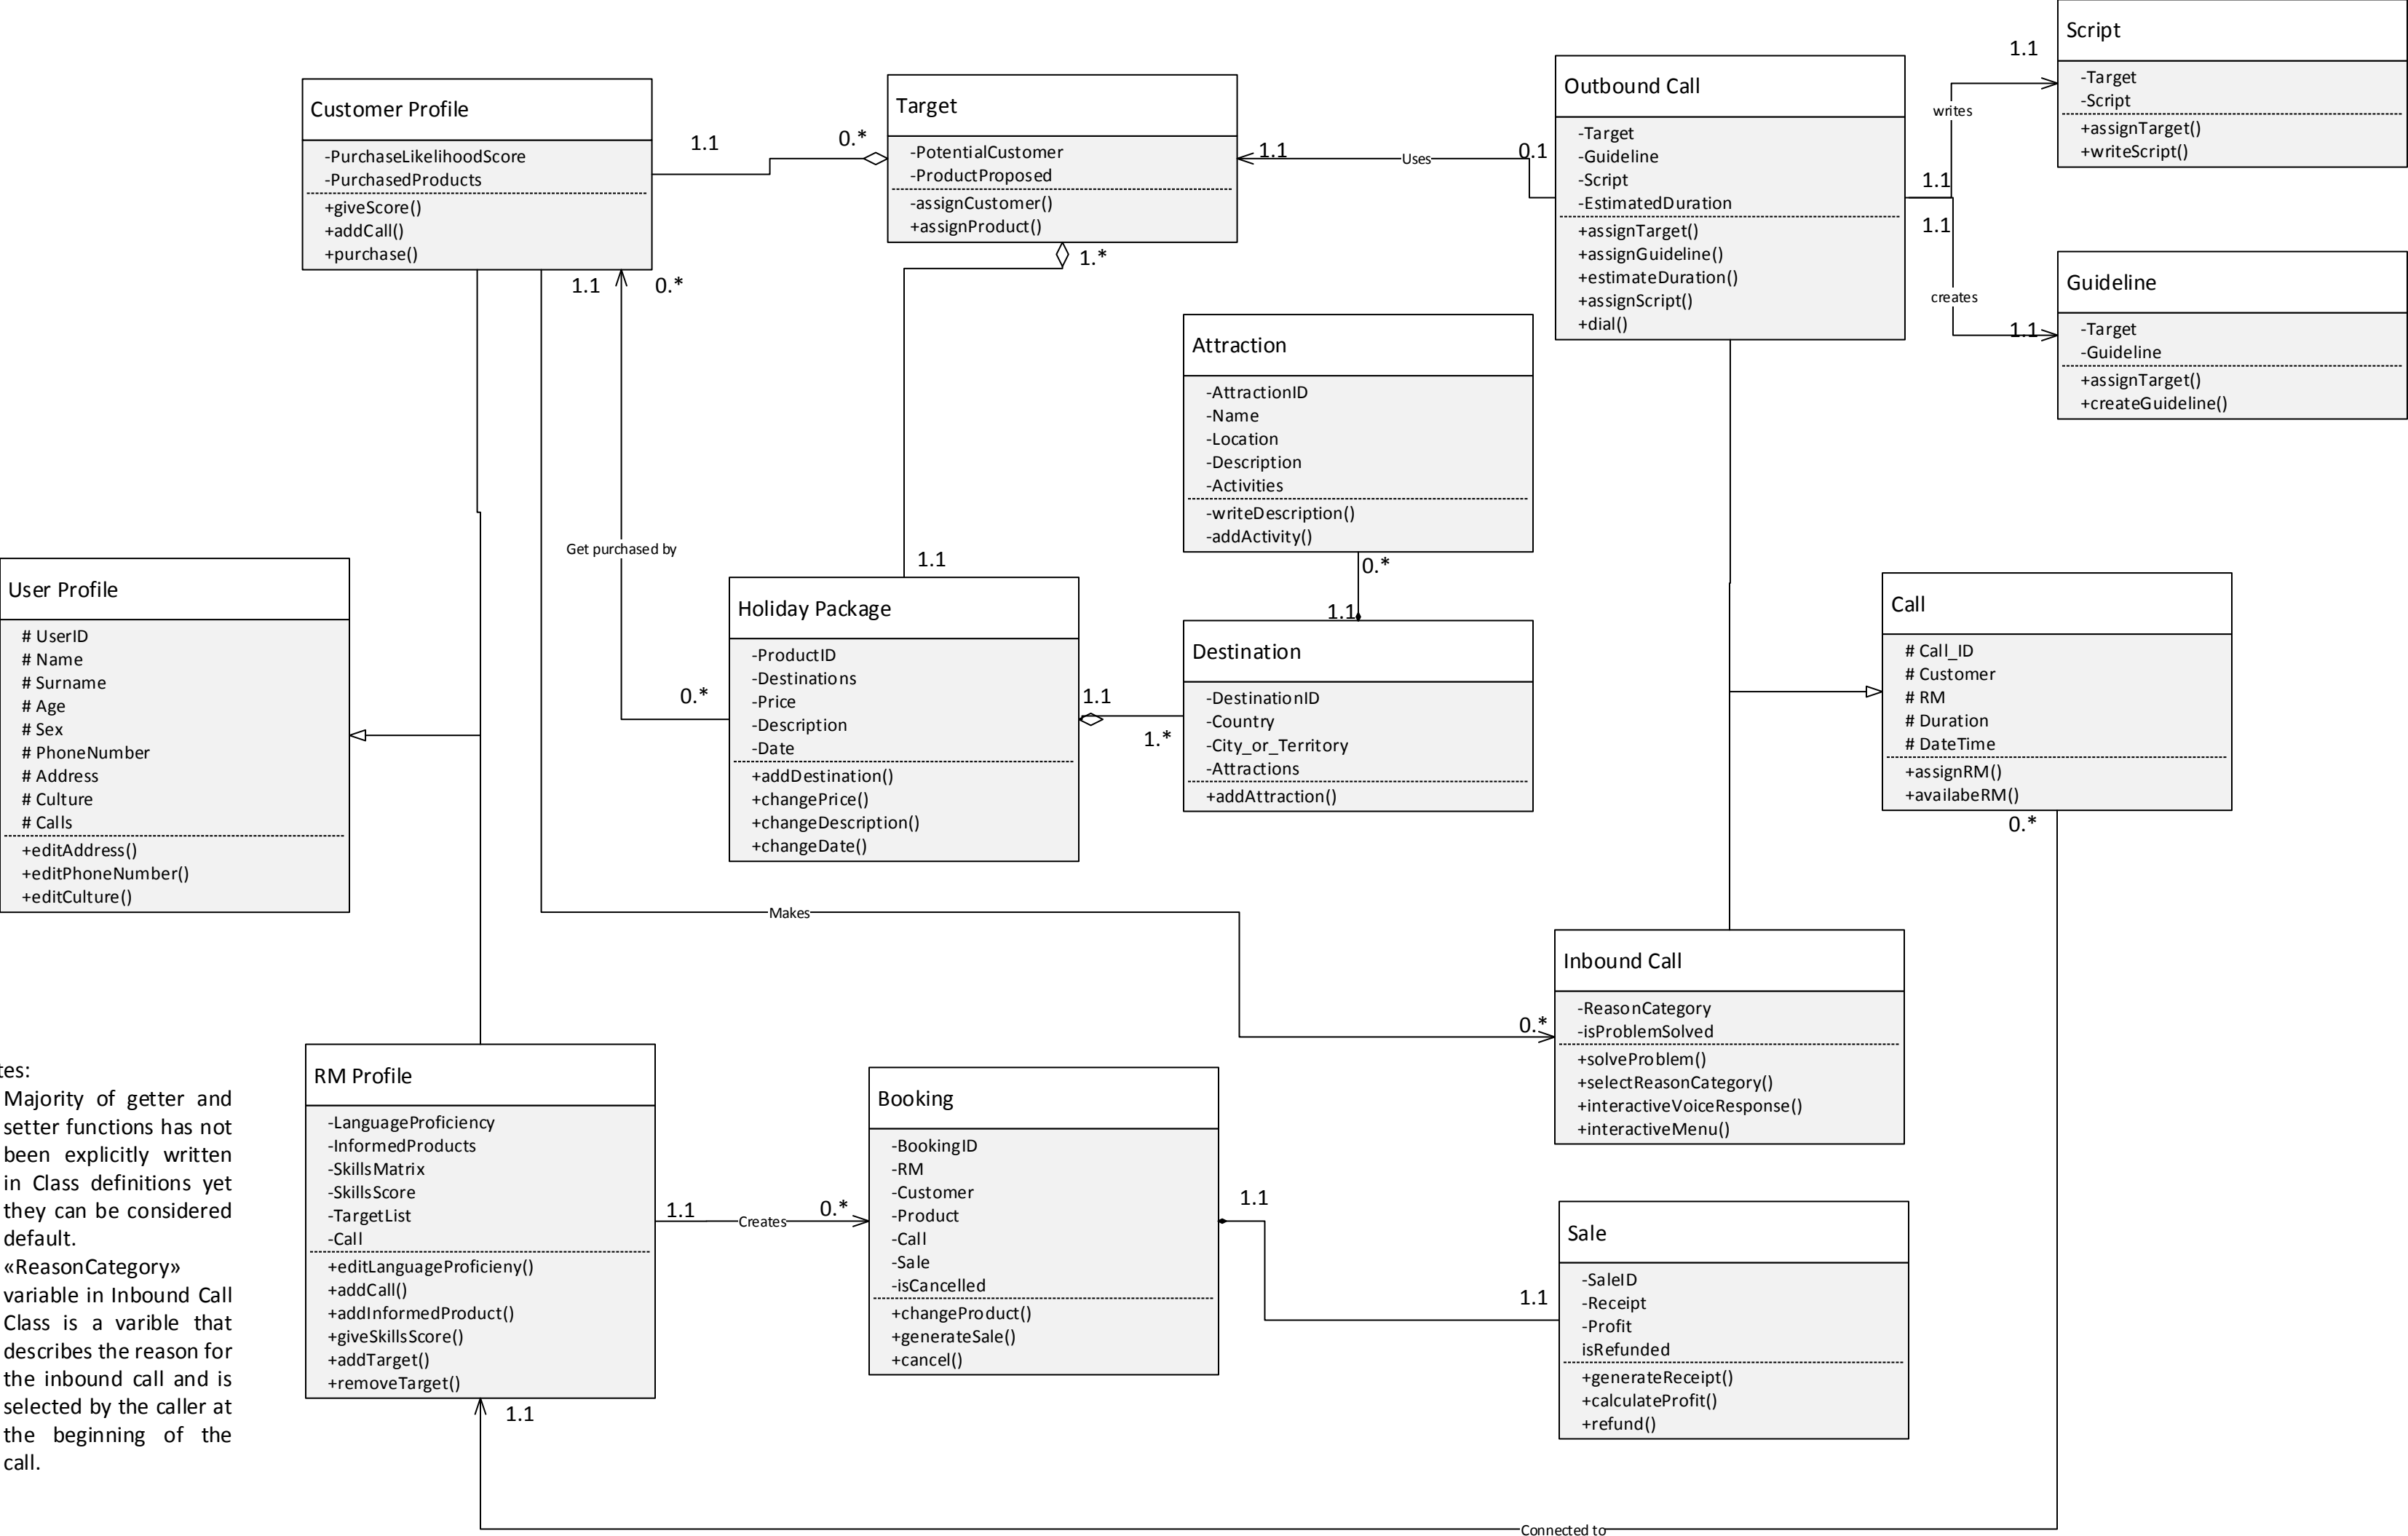 Script
-Target
-Script
+assignTarget()
+writeScript()
1.1
Outbound Call
-Target
-Guideline
-Script
-EstimatedDuration
+assignTarget()
+assignGuideline()
+estimateDuration()
+assignScript()
+dial()
writes
1.1
1.1
creates
1.1
Guideline
-Target
-Guideline
+assignTarget()
+createGuideline()
Target
-PotentialCustomer
-ProductProposed
-assignCustomer()
+assignProduct()
1.1
Uses
0.1
Customer Profile
-PurchaseLikelihoodScore
-PurchasedProducts
+giveScore()
+addCall()
+purchase()
1.1
0.*
1.*
1.1
0.*
Attraction
-AttractionID
-Name
-Location
-Description
-Activities
-writeDescription()
-addActivity()
0.*
1.1
Get purchased by
1.1
0.*
User Profile
# UserID
# Name
# Surname
# Age
# Sex
# PhoneNumber
# Address
# Culture
# Calls
+editAddress()
+editPhoneNumber()
+editCulture()
Holiday Package
-ProductID
-Destinations
-Price
-Description
-Date
+addDestination()
+changePrice()
+changeDescription()
+changeDate()
1.1
1.*
Destination
-DestinationID
-Country
-City_or_Territory
-Attractions
+addAttraction()
Call
# Call_ID
# Customer
# RM
# Duration
# DateTime
+assignRM()
+availabeRM()
0.*
Makes
0.*
Inbound Call
-ReasonCategory
-isProblemSolved
+solveProblem()
+selectReasonCategory()
+interactiveVoiceResponse()
+interactiveMenu()
tes:
Majority of getter and
setter functions has not
been explicitly written
in Class definitions yet
they can be considered
default.
«ReasonCategory»
variable in Inbound Call
Class is a varible that
describes the reason for
the inbound call and is
selected by the caller at
the beginning of the
call.
RM Profile
-LanguageProficiency
-InformedProducts
-SkillsMatrix
-SkillsScore
-TargetList
-Call
+editLanguageProficieny()
+addCall()
+addInformedProduct()
+giveSkillsScore()
+addTarget()
+removeTarget()
1.1
1.1
Creates
0.*
Booking
-BookingID
-RM
-Customer
-Product
-Call
-Sale
-isCancelled
+changeProduct()
+generateSale()
+cancel()
1.1
1.1
Sale
-SaleID
-Receipt
-Profit
isRefunded
+generateReceipt()
+calculateProfit()
+refund()
Connected to